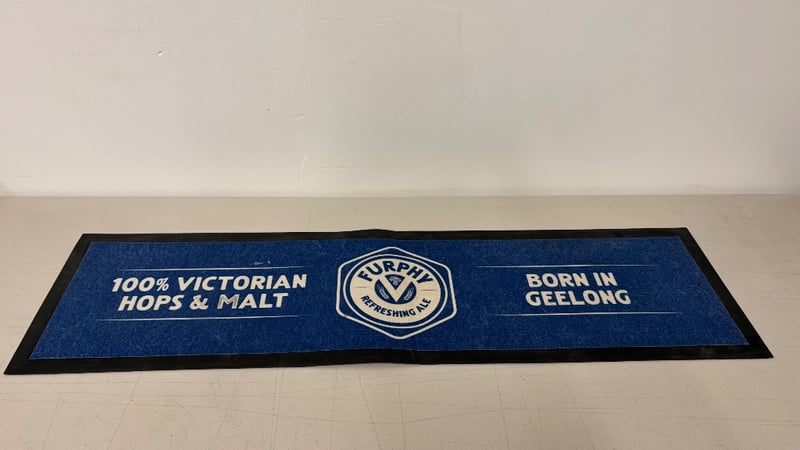 100% VICTORIAN
HOPS & MALT
FURPHY
REFRESHING ALE
BORN IN
GEELONG